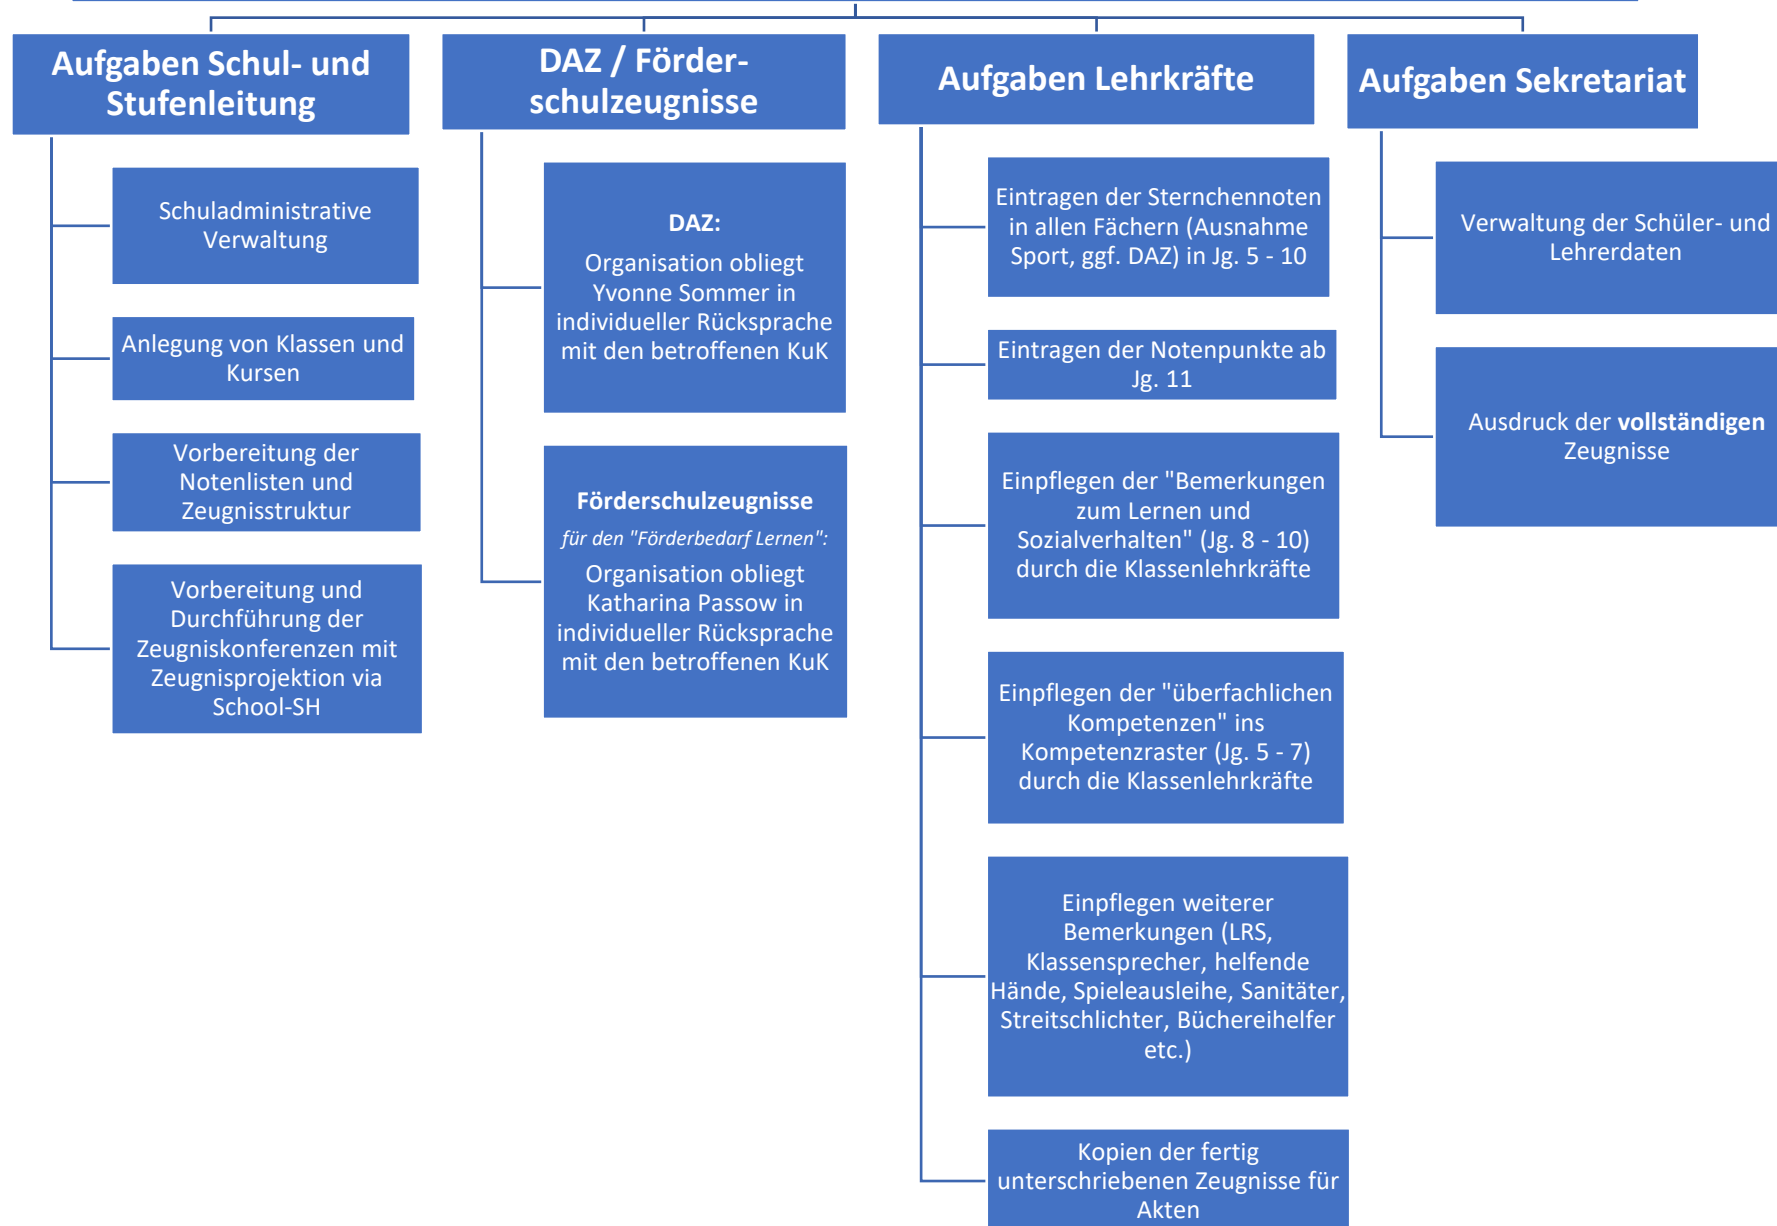 Aufgaben Schul- und
Stufenleitung
Schuladministrative
Verwaltung
Anlegung von Klassen und
Kursen
Vorbereitung der
Notenlisten und
Zeugnisstruktur
Vorbereitung und
Durchführung der
Zeugniskonferenzen mit
Zeugnisprojektion via
School-SH
DAZ / Förder-
schulzeugnisse
DAZ:
Organisation obliegt
Yvonne Sommer in
individueller Rücksprache
mit den betroffenen KuK
Förderschulzeugnisse
für den "Förderbedarf Lernen":
Organisation obliegt
Katharina Passow in
individueller Rücksprache
mit den betroffenen KuK
Aufgaben Lehrkräfte
Eintragen der Sternchennoten
in allen Fächern (Ausnahme
Sport, ggf. DAZ) in Jg. 5 - 10
Eintragen der Notenpunkte ab
Jg. 11
Einpflegen der "Bemerkungen
zum Lernen und
Sozialverhalten" (Jg. 8 - 10)
durch die Klassenlehrkräfte
Einpflegen der "überfachlichen
Kompetenzen" ins
Kompetenzraster (Jg. 5 - 7)
durch die Klassenlehrkräfte
Einpflegen weiterer
Bemerkungen (LRS,
Klassensprecher, helfende
Hände, Spieleausleihe, Sanitäter,
Streitschlichter, Büchereihelfer
etc.)
Kopien der fertig
unterschriebenen Zeugnisse für
Akten
Aufgaben Sekretariat
Verwaltung der Schüler- und
Lehrerdaten
Ausdruck der vollständigen
Zeugnisse